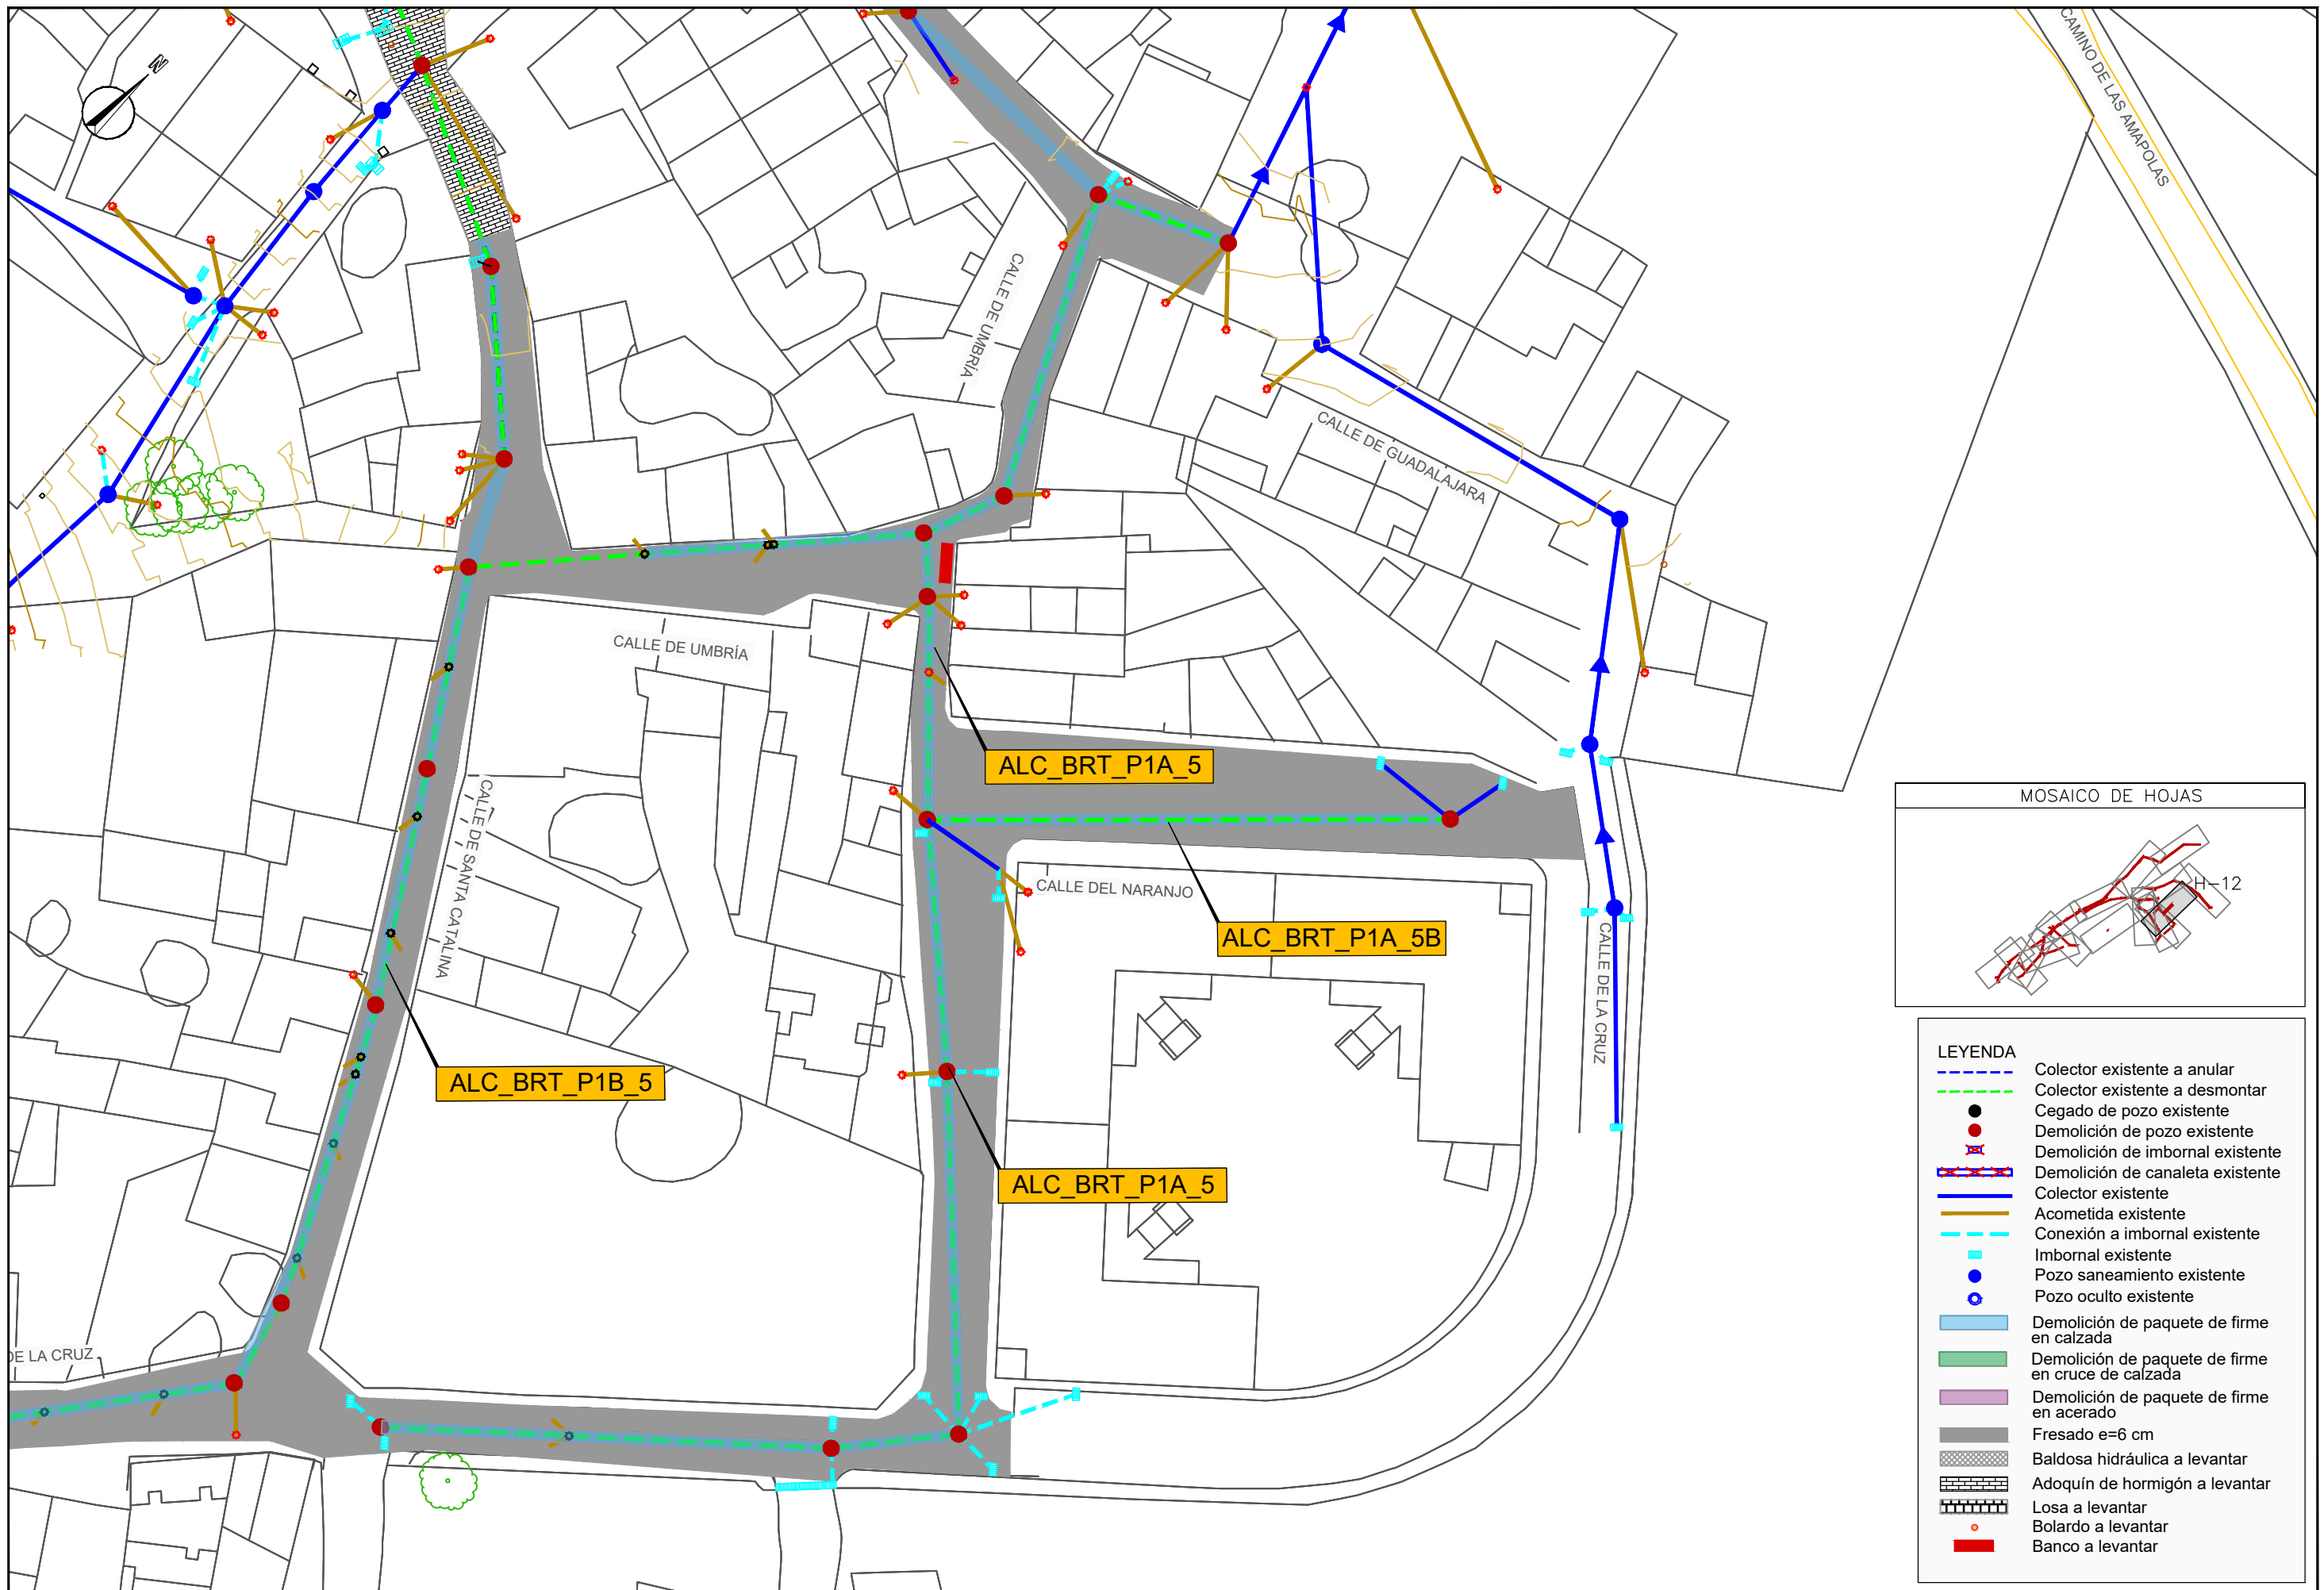 N
CAMINO DE LAS AMAPOLAS
CALLE DE UMBRÍA
CALLE DE GUADALAJARA
CALLE DE UMBRÍA
ALC_BRT_P1A_5
CALLE DE SANTA CATALINA
CALLE DEL NARANJO
ALC_BRT_P1A_5B
CALLE DE LA CRUZ
ALC_BRT_P1B_5
ALC_BRT_P1A_5
DE LA CRUZ
MOSAICO DE HOJAS
H-12
LEYENDA
Colector existente a anular
Colector existente a desmontar
Cegado de pozo existente
Demolición de pozo existente
Demolición de imbornal existente
Demolición de canaleta existente
Colector existente
Acometida existente
Conexión a imbornal existente
Imbornal existente
Pozo saneamiento existente
Pozo oculto existente
Demolición de paquete de firme
en calzada
Demolición de paquete de firme
en cruce de calzada
Demolición de paquete de firme
en acerado
Fresado e=6 cm
Baldosa hidráulica a levantar
Adoquín de hormigón a levantar
Losa a levantar
Bolardo a levantar
Banco a levantar